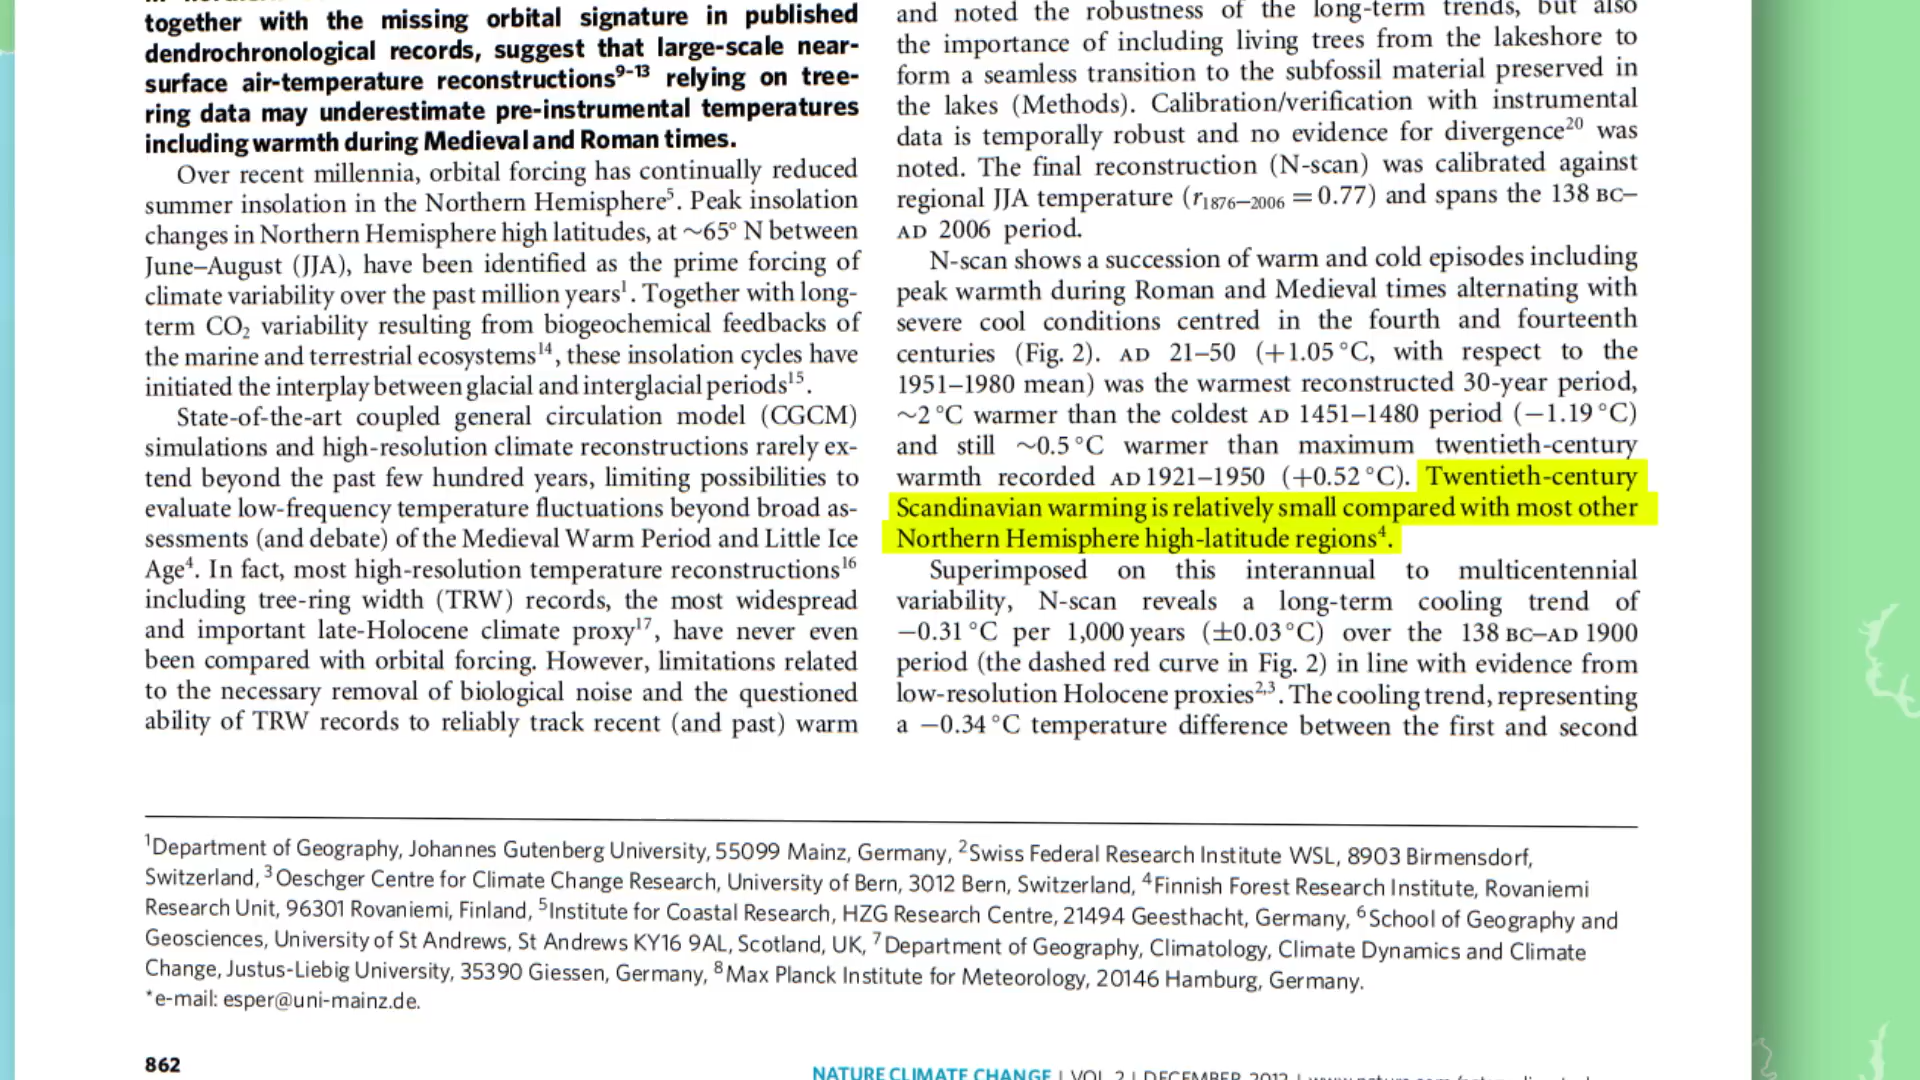 together with the missing orbital signature in published
dendrochronological records, suggest that large-scale near-
surface air-temperature reconstructions⁹⁻¹³ relying on tree-
ring data may underestimate pre-instrumental temperatures
including warmth during Medieval and Roman times.
Over recent millennia, orbital forcing has continually reduced
summer insolation in the Northern Hemisphere⁵. Peak insolation
changes in Northern Hemisphere high latitudes, at ~65° N between
June–August (JJA), have been identified as the prime forcing of
climate variability over the past million years¹. Together with long-
term CO₂ variability resulting from biogeochemical feedbacks of
the marine and terrestrial ecosystems¹⁴, these insolation cycles have
initiated the interplay between glacial and interglacial periods¹⁵.
State-of-the-art coupled general circulation model (CGCM)
simulations and high-resolution climate reconstructions rarely ex-
tend beyond the past few hundred years, limiting possibilities to
evaluate low-frequency temperature fluctuations beyond broad as-
sessments (and debate) of the Medieval Warm Period and Little Ice
Age⁴. In fact, most high-resolution temperature reconstructions¹⁶
including tree-ring width (TRW) records, the most widespread
and important late-Holocene climate proxy¹⁷, have never even
been compared with orbital forcing. However, limitations related
to the necessary removal of biological noise and the questioned
ability of TRW records to reliably track recent (and past) warm
and noted the robustness of the long-term trends, but also
the importance of including living trees from the lakeshore to
form a seamless transition to the subfossil material preserved in
the lakes (Methods). Calibration/verification with instrumental
data is temporally robust and no evidence for divergence²⁰ was
noted. The final reconstruction (N-scan) was calibrated against
regional JJA temperature (r₁₈₇₆₋₂₀₀₆ = 0.77) and spans the 138 BC–
AD 2006 period.
N-scan shows a succession of warm and cold episodes including
peak warmth during Roman and Medieval times alternating with
severe cool conditions centred in the fourth and fourteenth
centuries (Fig. 2). AD 21–50 (+1.05 °C, with respect to the
1951–1980 mean) was the warmest reconstructed 30-year period,
~2 °C warmer than the coldest AD 1451–1480 period (−1.19 °C)
and still ~0.5 °C warmer than maximum twentieth-century
warmth recorded AD 1921–1950 (+0.52 °C). Twentieth-century
Scandinavian warming is relatively small compared with most other
Northern Hemisphere high-latitude regions⁴.
Superimposed on this interannual to multicentennial
variability, N-scan reveals a long-term cooling trend of
−0.31 °C per 1,000 years (±0.03 °C) over the 138 BC–AD 1900
period (the dashed red curve in Fig. 2) in line with evidence from
low-resolution Holocene proxies²,³. The cooling trend, representing
a −0.34 °C temperature difference between the first and second
¹Department of Geography, Johannes Gutenberg University, 55099 Mainz, Germany, ²Swiss Federal Research Institute WSL, 8903 Birmensdorf,
Switzerland, ³Oeschger Centre for Climate Change Research, University of Bern, 3012 Bern, Switzerland, ⁴Finnish Forest Research Institute, Rovaniemi
Research Unit, 96301 Rovaniemi, Finland, ⁵Institute for Coastal Research, HZG Research Centre, 21494 Geesthacht, Germany, ⁶School of Geography and
Geosciences, University of St Andrews, St Andrews KY16 9AL, Scotland, UK, ⁷Department of Geography, Climatology, Climate Dynamics and Climate
Change, Justus-Liebig University, 35390 Giessen, Germany, ⁸Max Planck Institute for Meteorology, 20146 Hamburg, Germany.
*e-mail: esper@uni-mainz.de.
862
NATURE CLIMATE CHANGE | VOL 2 | DECEMBER 2012 |